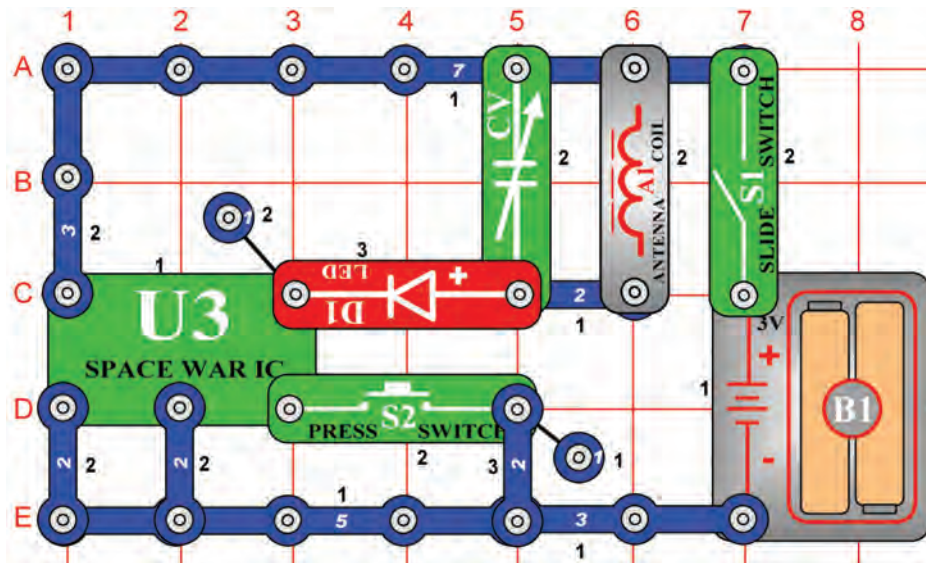 1 2 3 4 5 6 7 8
A
7
1
CV
2
A1
ANTENNA COIL
2
S1
SLIDE SWITCH
2
B
3
2
1
2
3
1
C
U3
SPACE WAR IC
LED
D1
+
2
1
3V
+
-
1
B1
D
S2
PRESS SWITCH
2
2
2
2
2
3
2
1
1
E
1
5
3
1